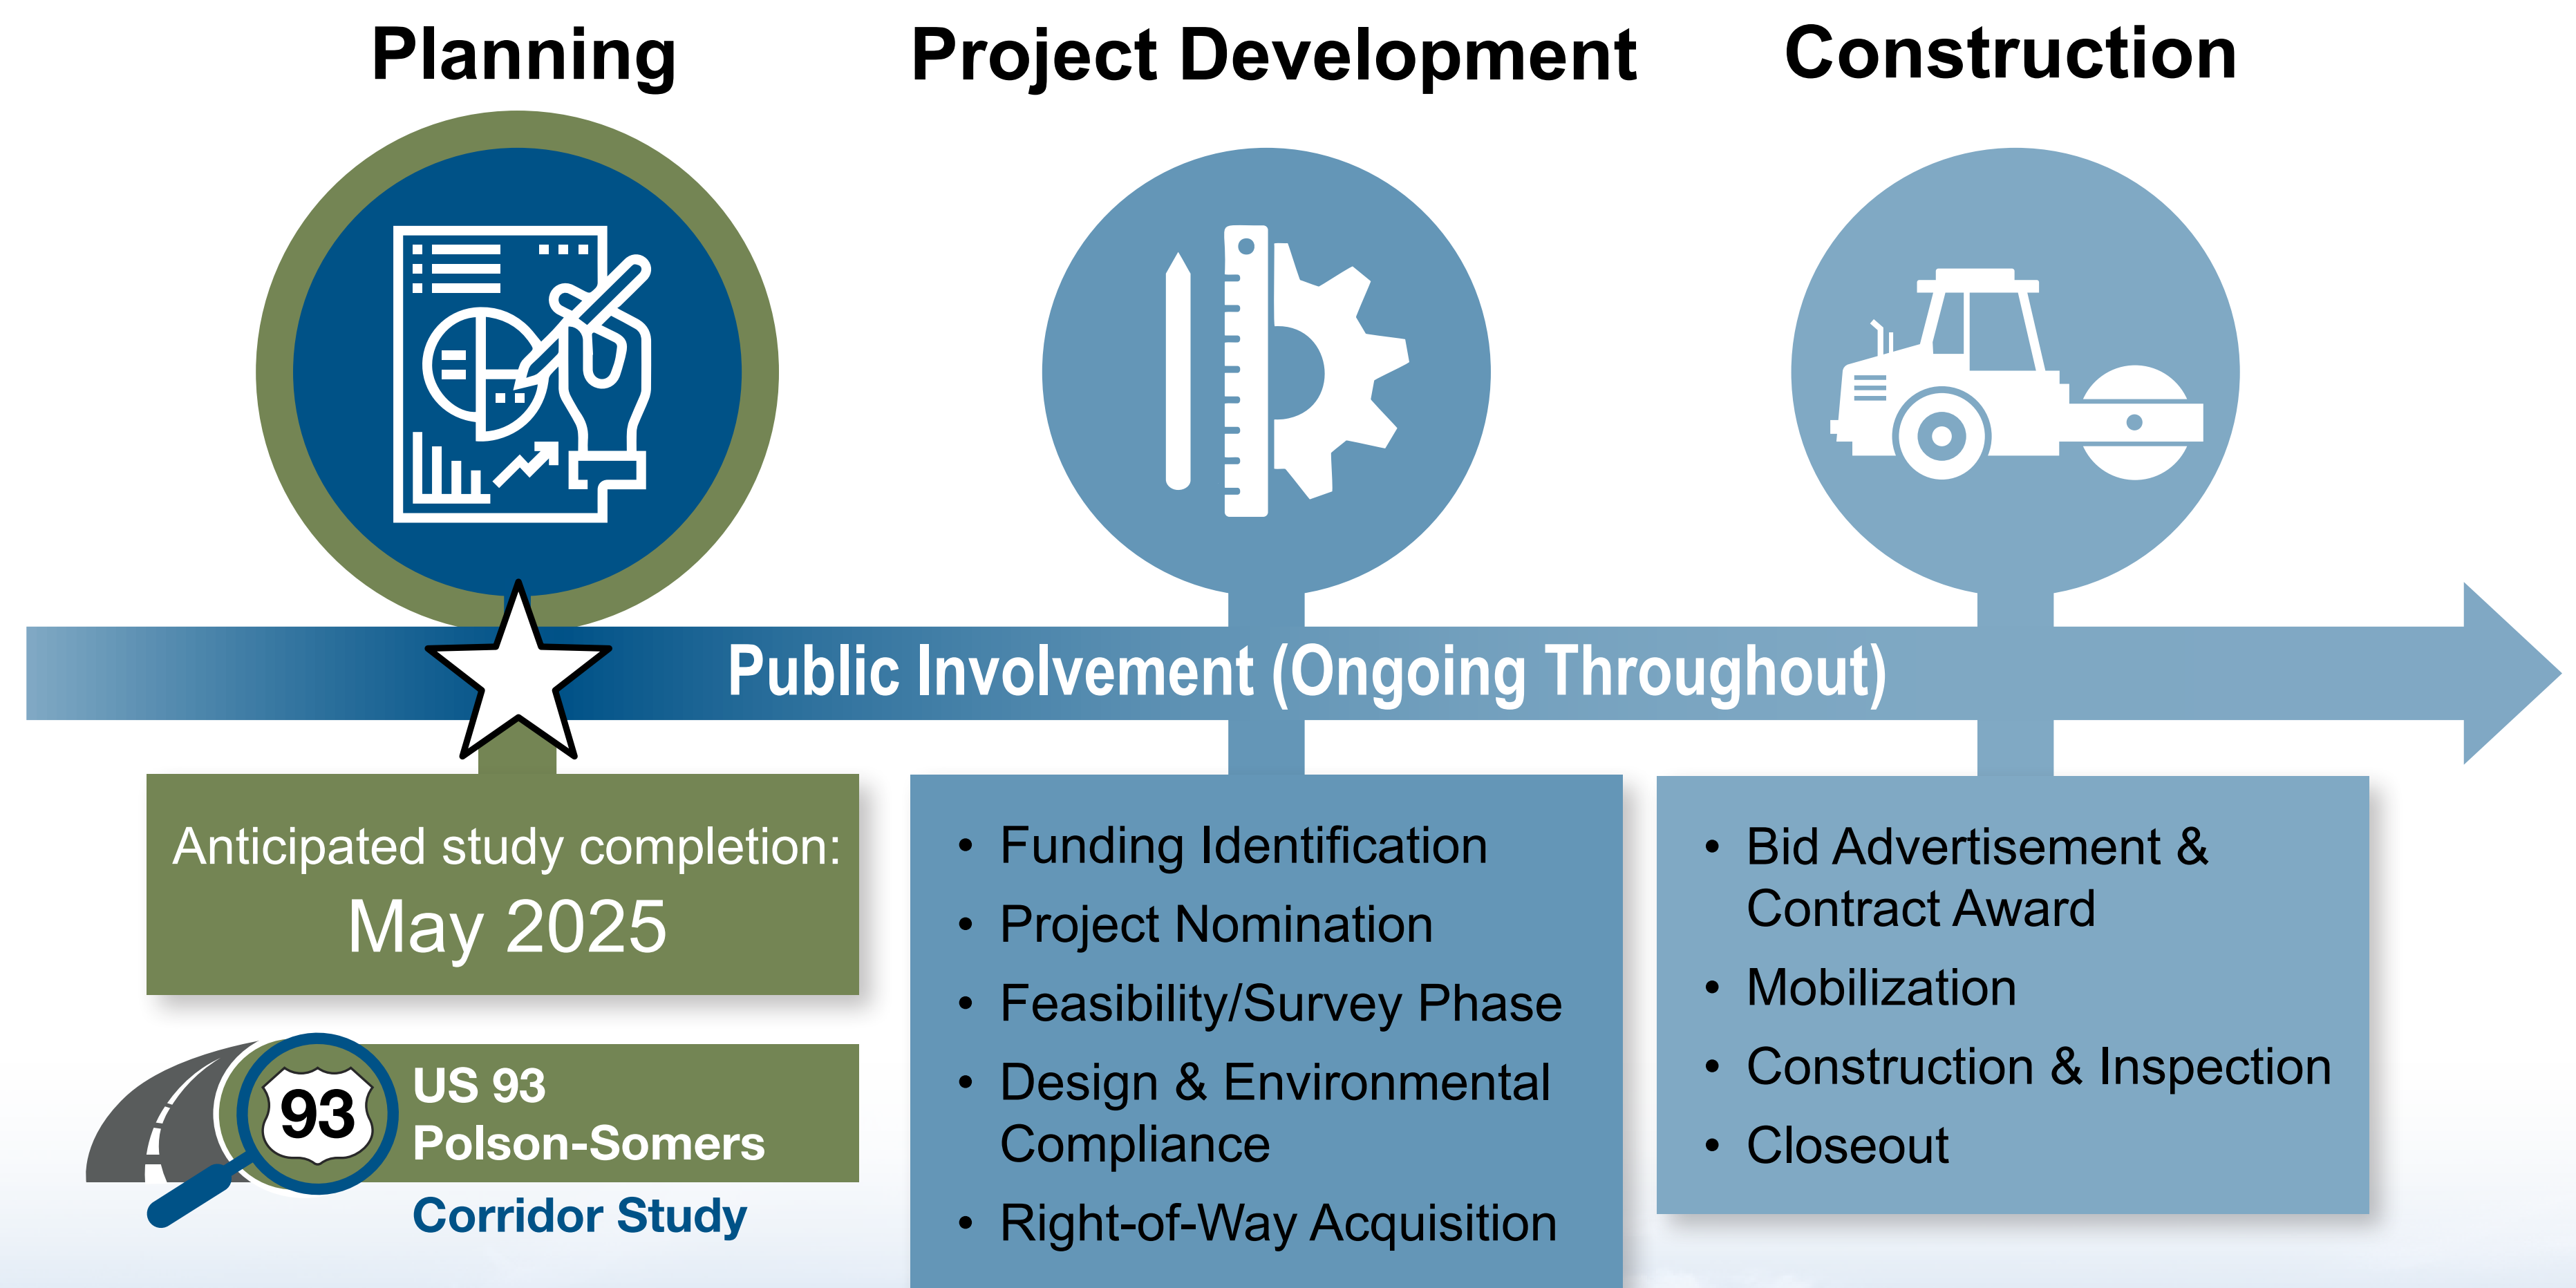 Planning
Project Development
Construction
Public Involvement (Ongoing Throughout)
Anticipated study completion:
May 2025
93
US 93
Polson-Somers
Corridor Study
• Funding Identification
• Project Nomination
• Feasibility/Survey Phase
• Design & Environmental
Compliance
• Right-of-Way Acquisition
• Bid Advertisement &
Contract Award
• Mobilization
• Construction & Inspection
• Closeout